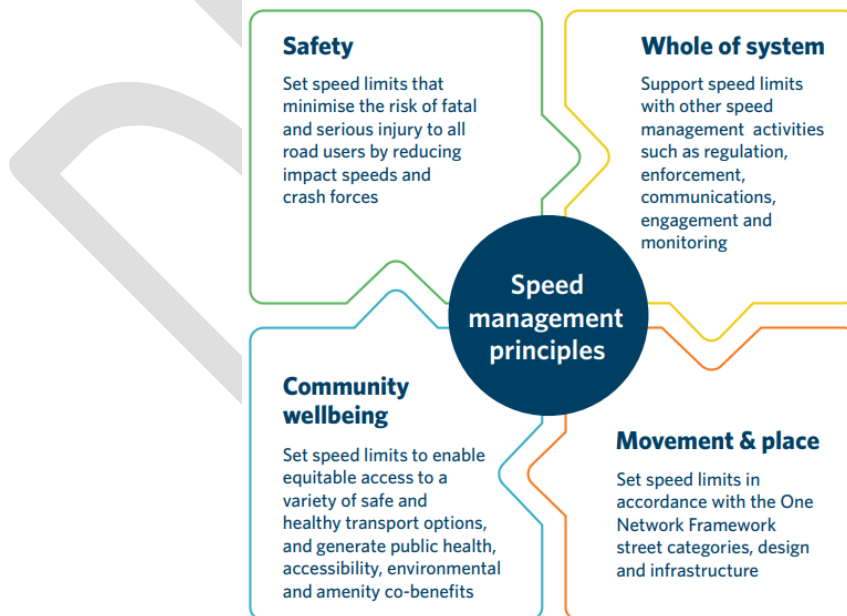 Safety
Set speed limits that
minimise the risk of fatal
and serious injury to all
road users by reducing
impact speeds and
crash forces
Whole of system
Support speed limits
with other speed
management activities
such as regulation,
enforcement,
communications,
engagement and
monitoring
Speed
management
principles
Community
wellbeing
Set speed limits to enable
equitable access to a
variety of safe and
healthy transport options,
and generate public health,
accessibility, environmental
and amenity co-benefits
Movement & place
Set speed limits in
accordance with the One
Network Framework
street categories, design
and infrastructure